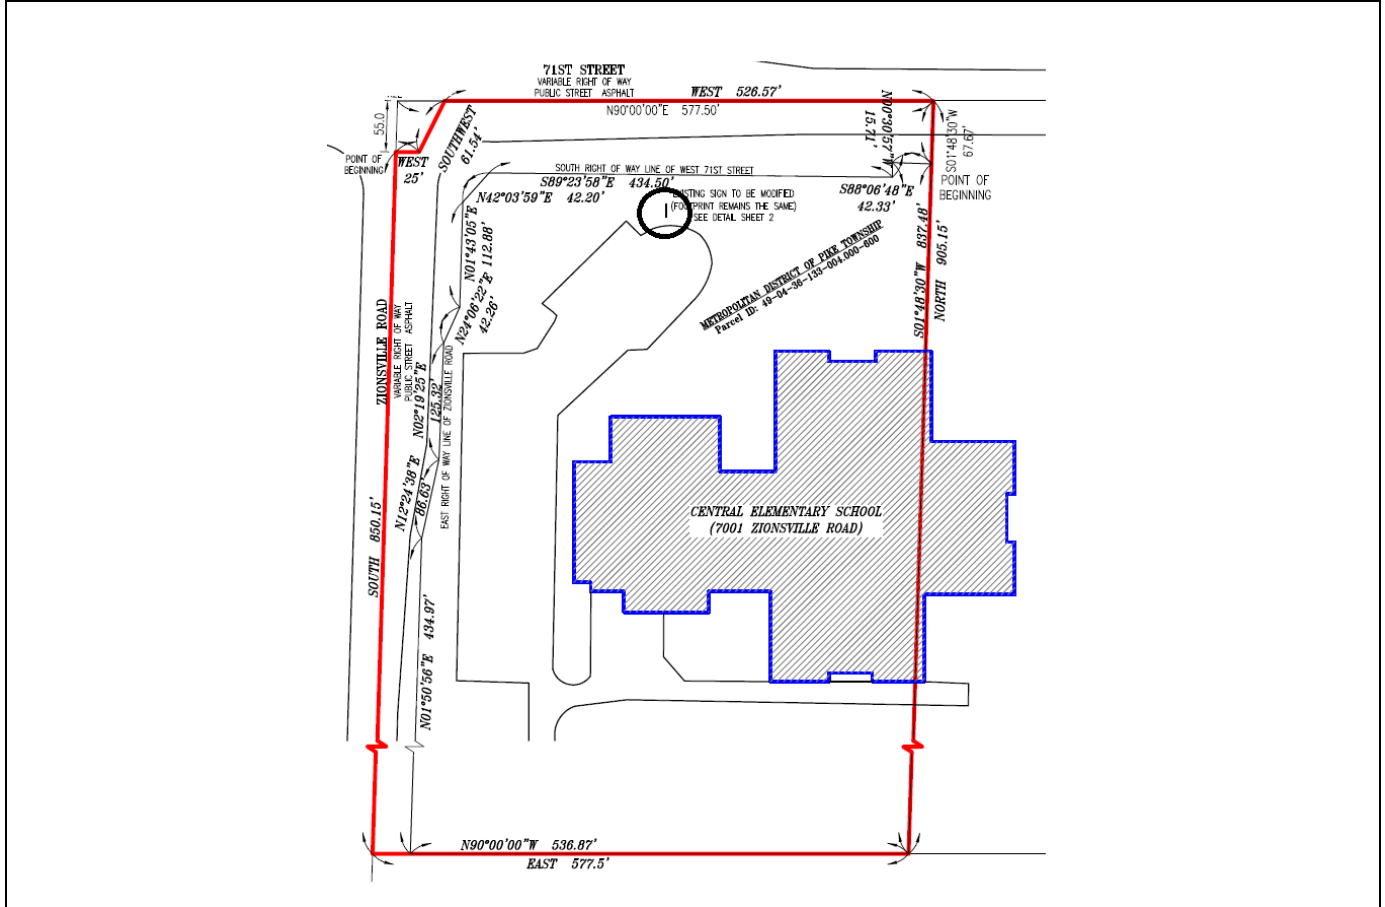 71ST STREET
VARIABLE RIGHT OF WAY
PUBLIC STREET ASPHALT
WEST 526.57'
N90°00'00"E 577.50'
N00°30'57"W
15.71'
S01°48'30"W
67.67'
55.0
POINT OF
BEGINNING
WEST
25'
SOUTHWEST
61.54'
SOUTH RIGHT OF WAY LINE OF WEST 71ST STREET
S89°23'58"E 434.50'
N42°03'59"E 42.20'
EXISTING SIGN TO BE MODIFIED
(FOOTPRINT REMAINS THE SAME)
SEE DETAIL SHEET 2
S88°06'48"E
42.33'
POINT OF
BEGINNING
N01°43'05"E 112.88'
N24°06'22"E
42.26'
METROPOLITAN DISTRICT OF PIKE TOWNSHIP
Parcel ID: 49-04-36-133-004.000-600
S01°48'30"W 837.48'
NORTH 905.15'
ZIONSVILLE ROAD
VARIABLE RIGHT OF WAY
PUBLIC STREET ASPHALT
N02°19'25"E
125.32'
EAST RIGHT OF WAY LINE OF ZIONSVILLE ROAD
N12°24'38"E
86.63'
CENTRAL ELEMENTARY SCHOOL
(7001 ZIONSVILLE ROAD)
SOUTH 850.15'
N01°50'56"E 434.97'
N90°00'00"W 536.87'
EAST 577.5'